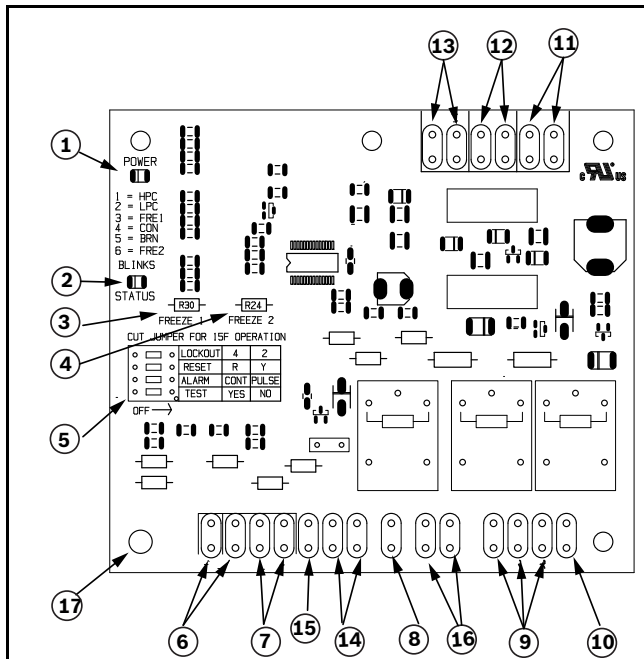 13 12 11
1
POWER
c RU US
1 = HPC
2 = LPC
3 = FRE1
4 = CON
5 = BRN
6 = FRE2
BLINKS
2
STATUS
3
R30 R24
FREEZE 1 FREEZE 2
4
CUT JUMPER FOR 15F OPERATION
LOCKOUT 4 2
RESET R Y
ALARM CONT PULSE
TEST YES NO
5
OFF
17
6 7 15 14 8 16 9 10